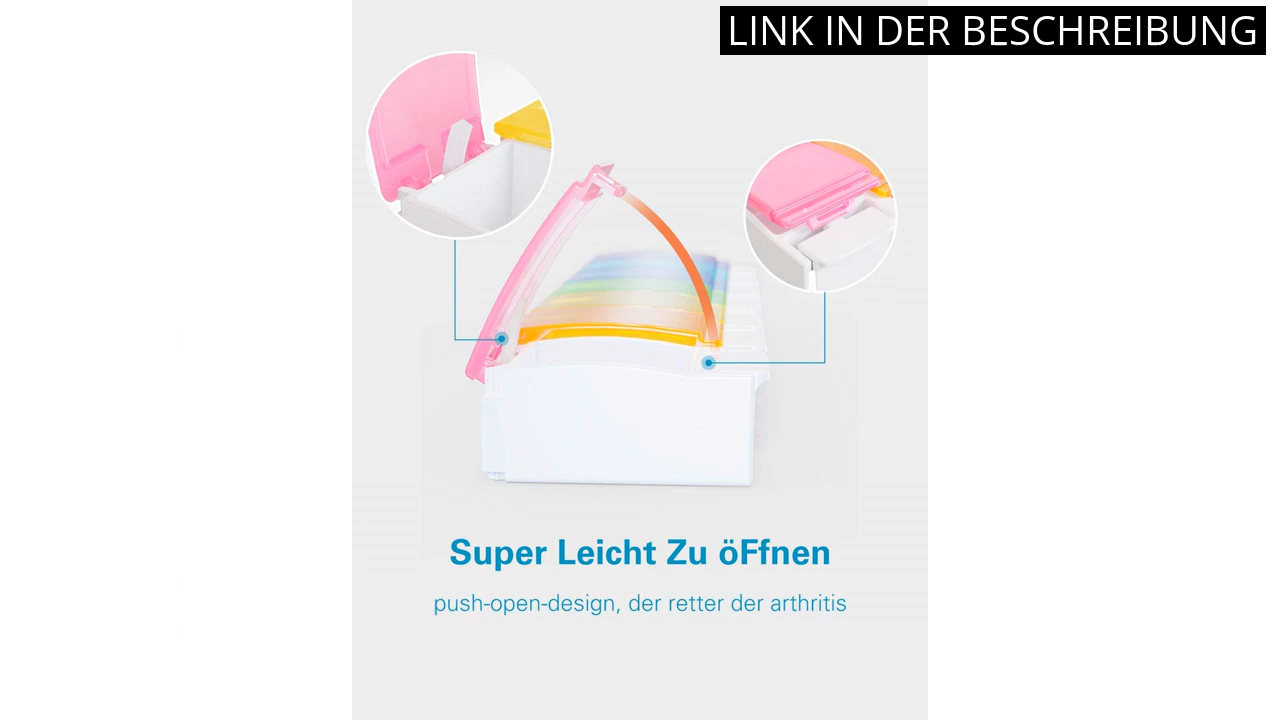 LINK IN DER BESCHREIBUNG
Super Leicht Zu öFfnen
push-open-design, der retter der arthritis